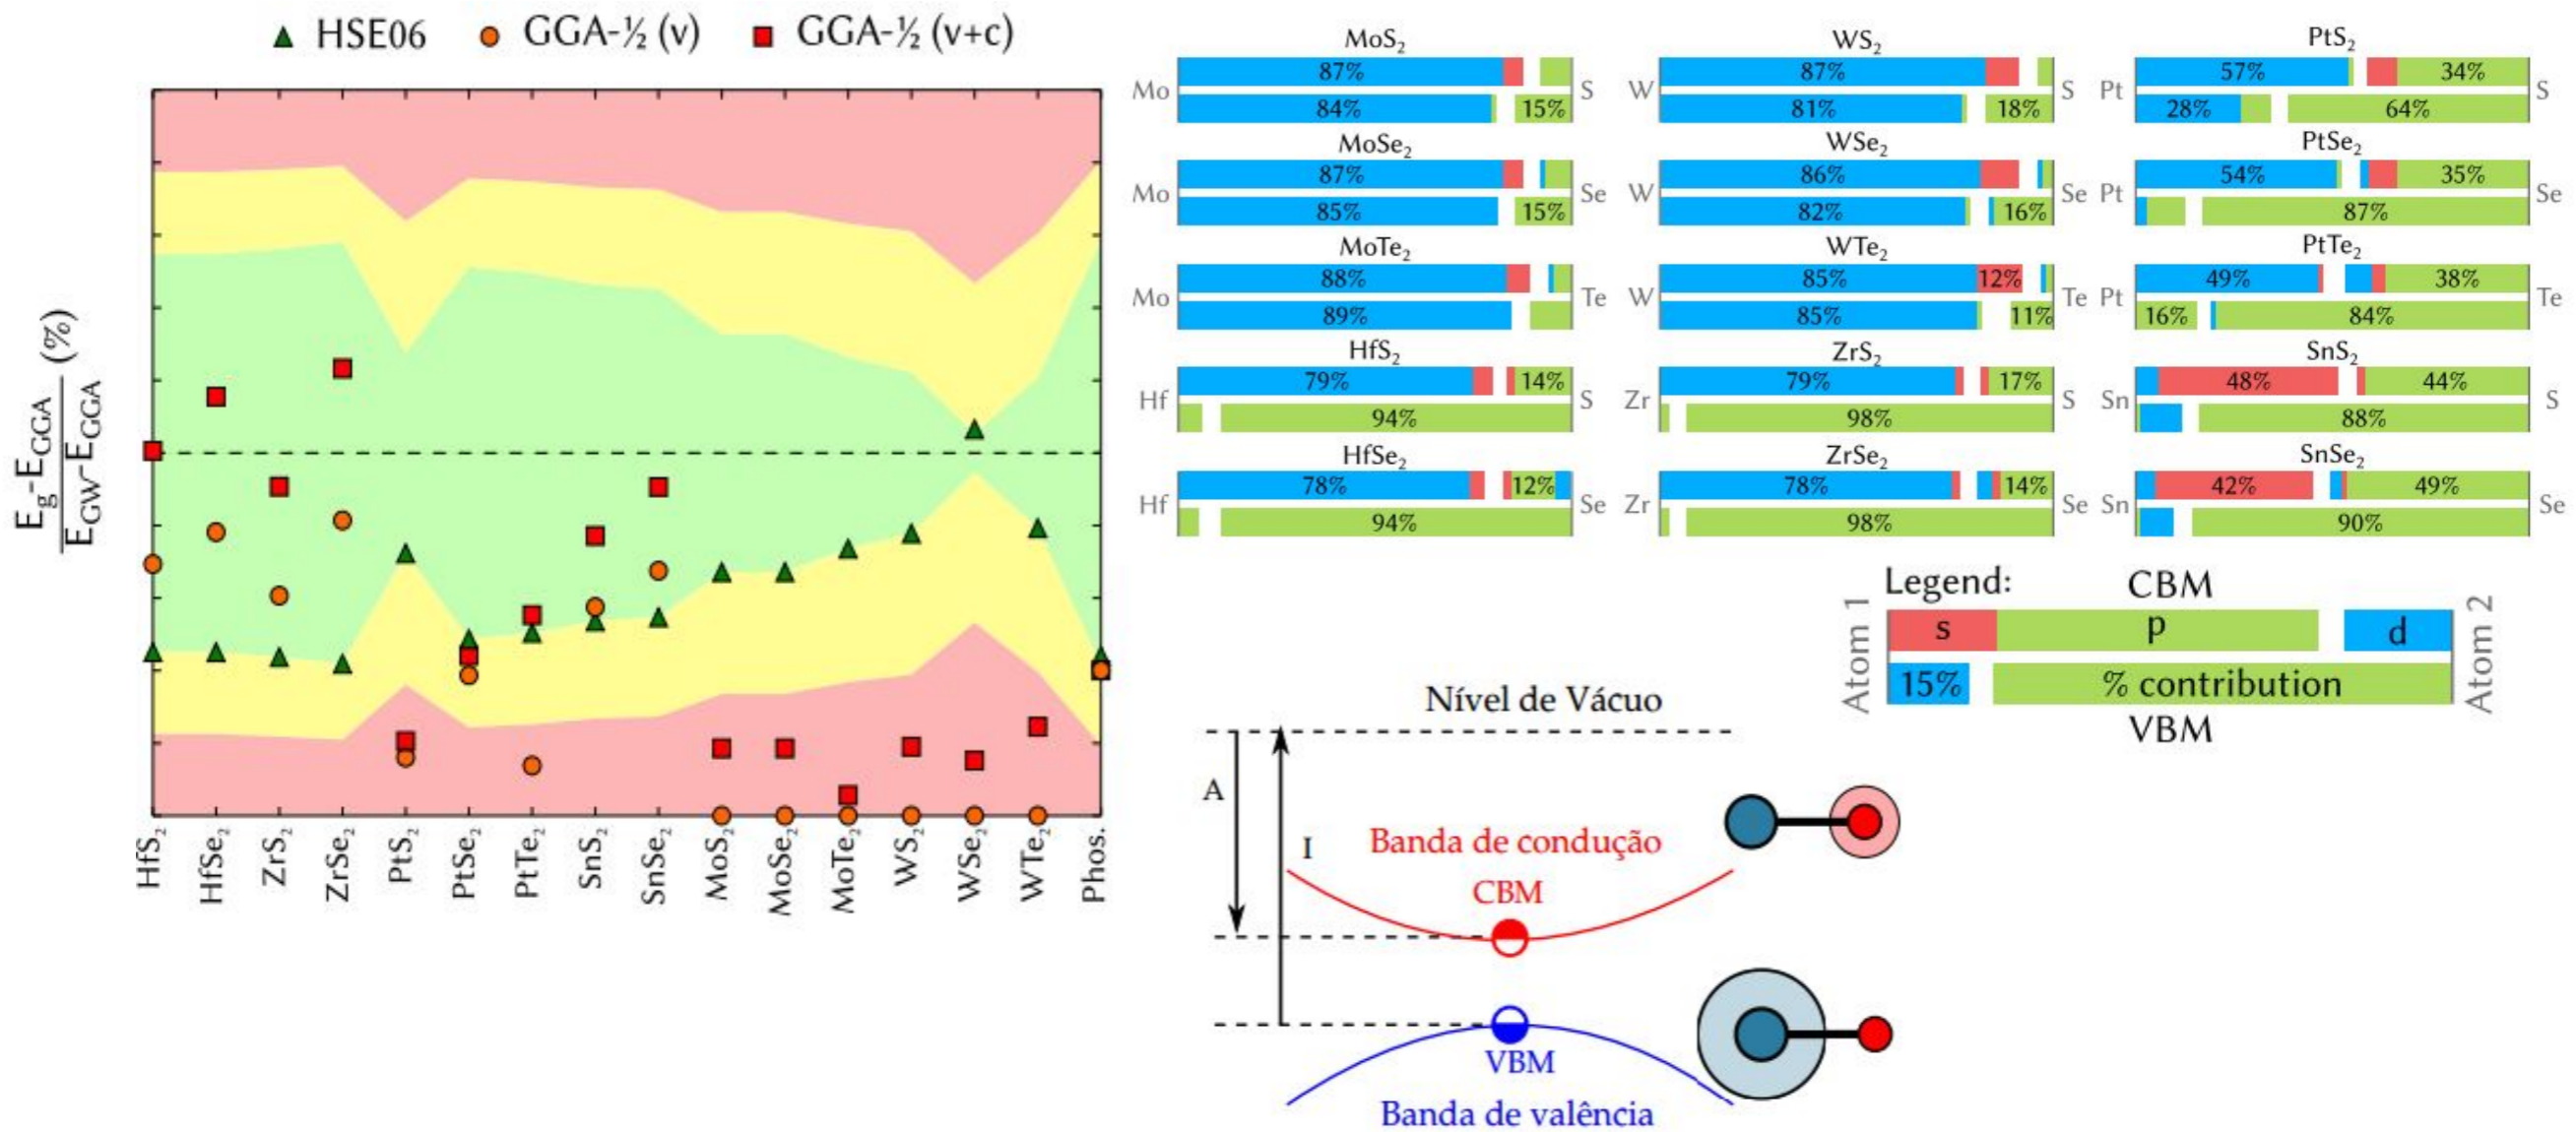 HSE06 GGA-½ (v) GGA-½ (v+c)
E_g-E_GGA
E_GW-E_GGA
(%)
HfS₂ HfSe₂ ZrS₂ ZrSe₂ PtS₂ PtSe₂ PtTe₂ SnS₂ SnSe₂ MoS₂ MoSe₂ MoTe₂ WS₂ WSe₂ WTe₂ Phos.
MoS₂
Mo 87% S
84% 15%
MoSe₂
Mo 87% Se
85% 15%
MoTe₂
Mo 88% Te
89%
HfS₂
Hf 79% 14% S
94%
HfSe₂
Hf 78% 12% Se
94%
WS₂
W 87% S
81% 18%
WSe₂
W 86% Se
82% 16%
WTe₂
W 85% 12% Te
85% 11%
ZrS₂
Zr 79% 17% S
98%
ZrSe₂
Zr 78% 14% Se
98%
PtS₂
Pt 57% 34% S
28% 64%
PtSe₂
Pt 54% 35% Se
87%
PtTe₂
Pt 49% 38% Te
16% 84%
SnS₂
Sn 48% 44% S
88%
SnSe₂
Sn 42% 49% Se
90%
Legend: CBM
Atom 1 s p d Atom 2
15% % contribution
VBM
Nível de Vácuo
A
I
Banda de condução
CBM
VBM
Banda de valência